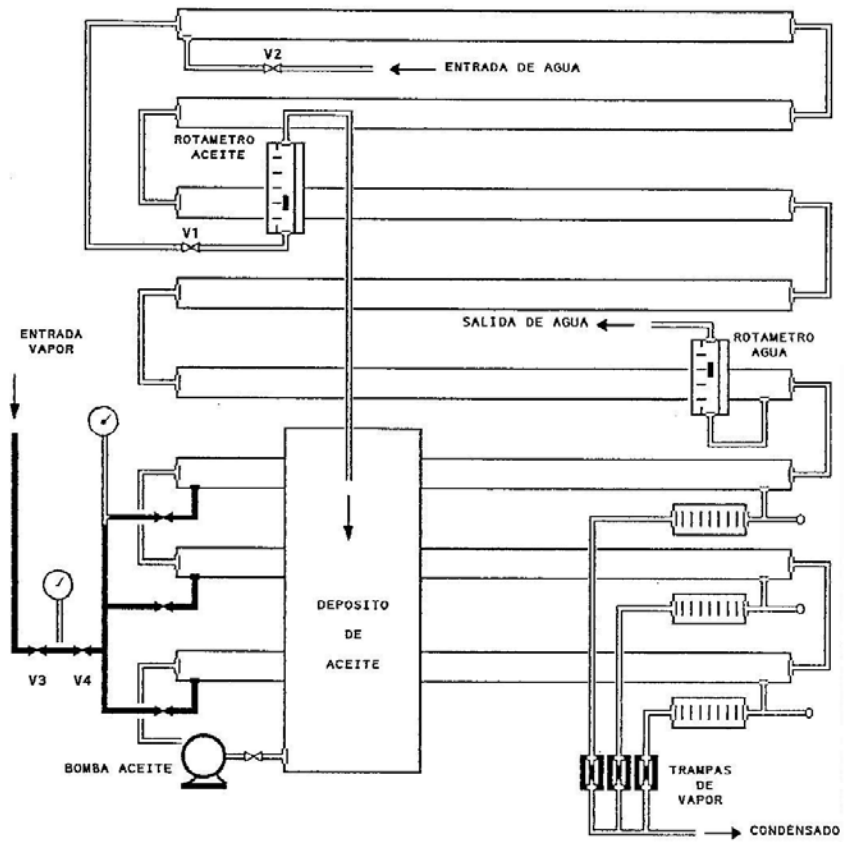 V2
ENTRADA DE AGUA
ROTAMETRO
ACEITE
V1
SALIDA DE AGUA
ROTAMETRO
AGUA
ENTRADA
VAPOR
DEPOSITO
DE
ACEITE
V3
V4
BOMBA ACEITE
TRAMPAS
DE
VAPOR
CONDENSADO